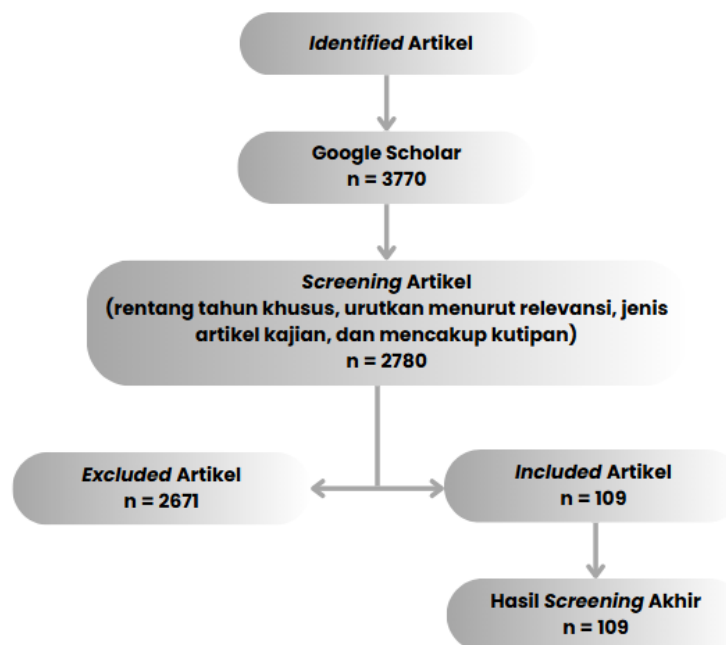 Identified Artikel
Google Scholar
n = 3770
Screening Artikel
(rentang tahun khusus, urutkan menurut relevansi, jenis
artikel kajian, dan mencakup kutipan)
n = 2780
Excluded Artikel
n = 2671
Included Artikel
n = 109
Hasil Screening Akhir
n = 109